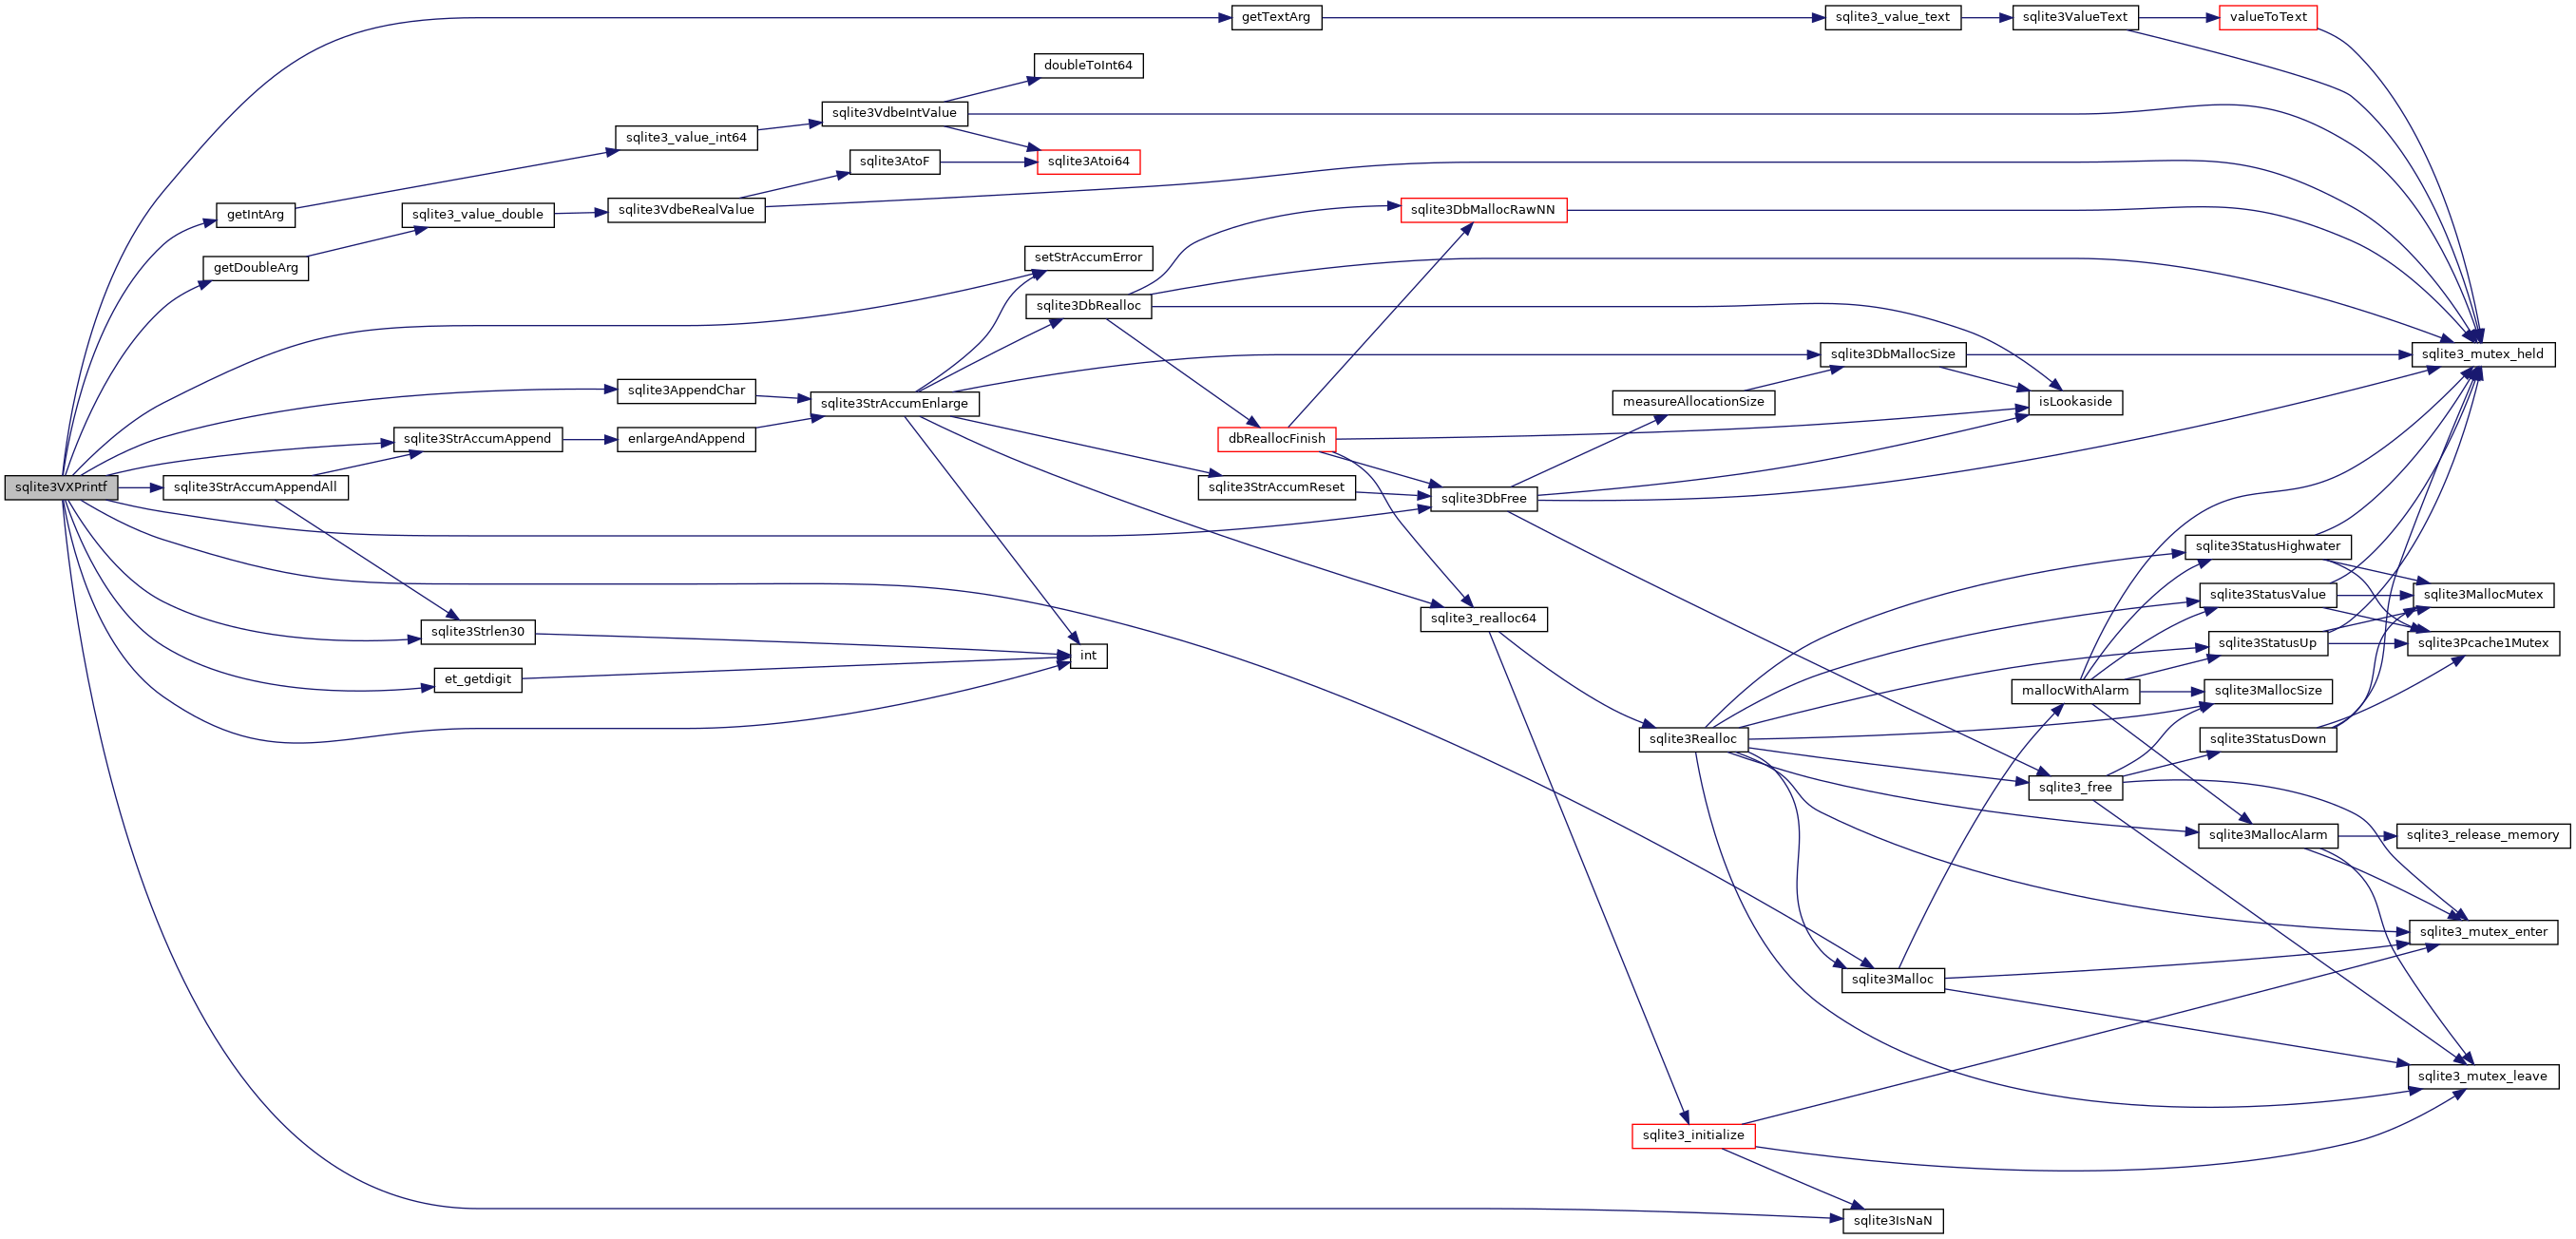 getTextArg
sqlite3_value_text
sqlite3ValueText
valueToText
doubleToInt64
sqlite3VdbeIntValue
sqlite3_value_int64
sqlite3AtoF
sqlite3Atoi64
getIntArg
sqlite3_value_double
sqlite3VdbeRealValue
sqlite3DbMallocRawNN
getDoubleArg
setStrAccumError
sqlite3DbRealloc
sqlite3DbMallocSize
sqlite3_mutex_held
sqlite3AppendChar
sqlite3StrAccumEnlarge
measureAllocationSize
isLookaside
sqlite3StrAccumAppend
enlargeAndAppend
dbReallocFinish
sqlite3VXPrintf
sqlite3StrAccumAppendAll
sqlite3StrAccumReset
sqlite3DbFree
sqlite3StatusHighwater
sqlite3StatusValue
sqlite3MallocMutex
sqlite3_realloc64
sqlite3Strlen30
sqlite3StatusUp
sqlite3Pcache1Mutex
int
et_getdigit
mallocWithAlarm
sqlite3MallocSize
sqlite3Realloc
sqlite3StatusDown
sqlite3_free
sqlite3MallocAlarm
sqlite3_release_memory
sqlite3_mutex_enter
sqlite3Malloc
sqlite3_mutex_leave
sqlite3_initialize
sqlite3IsNaN